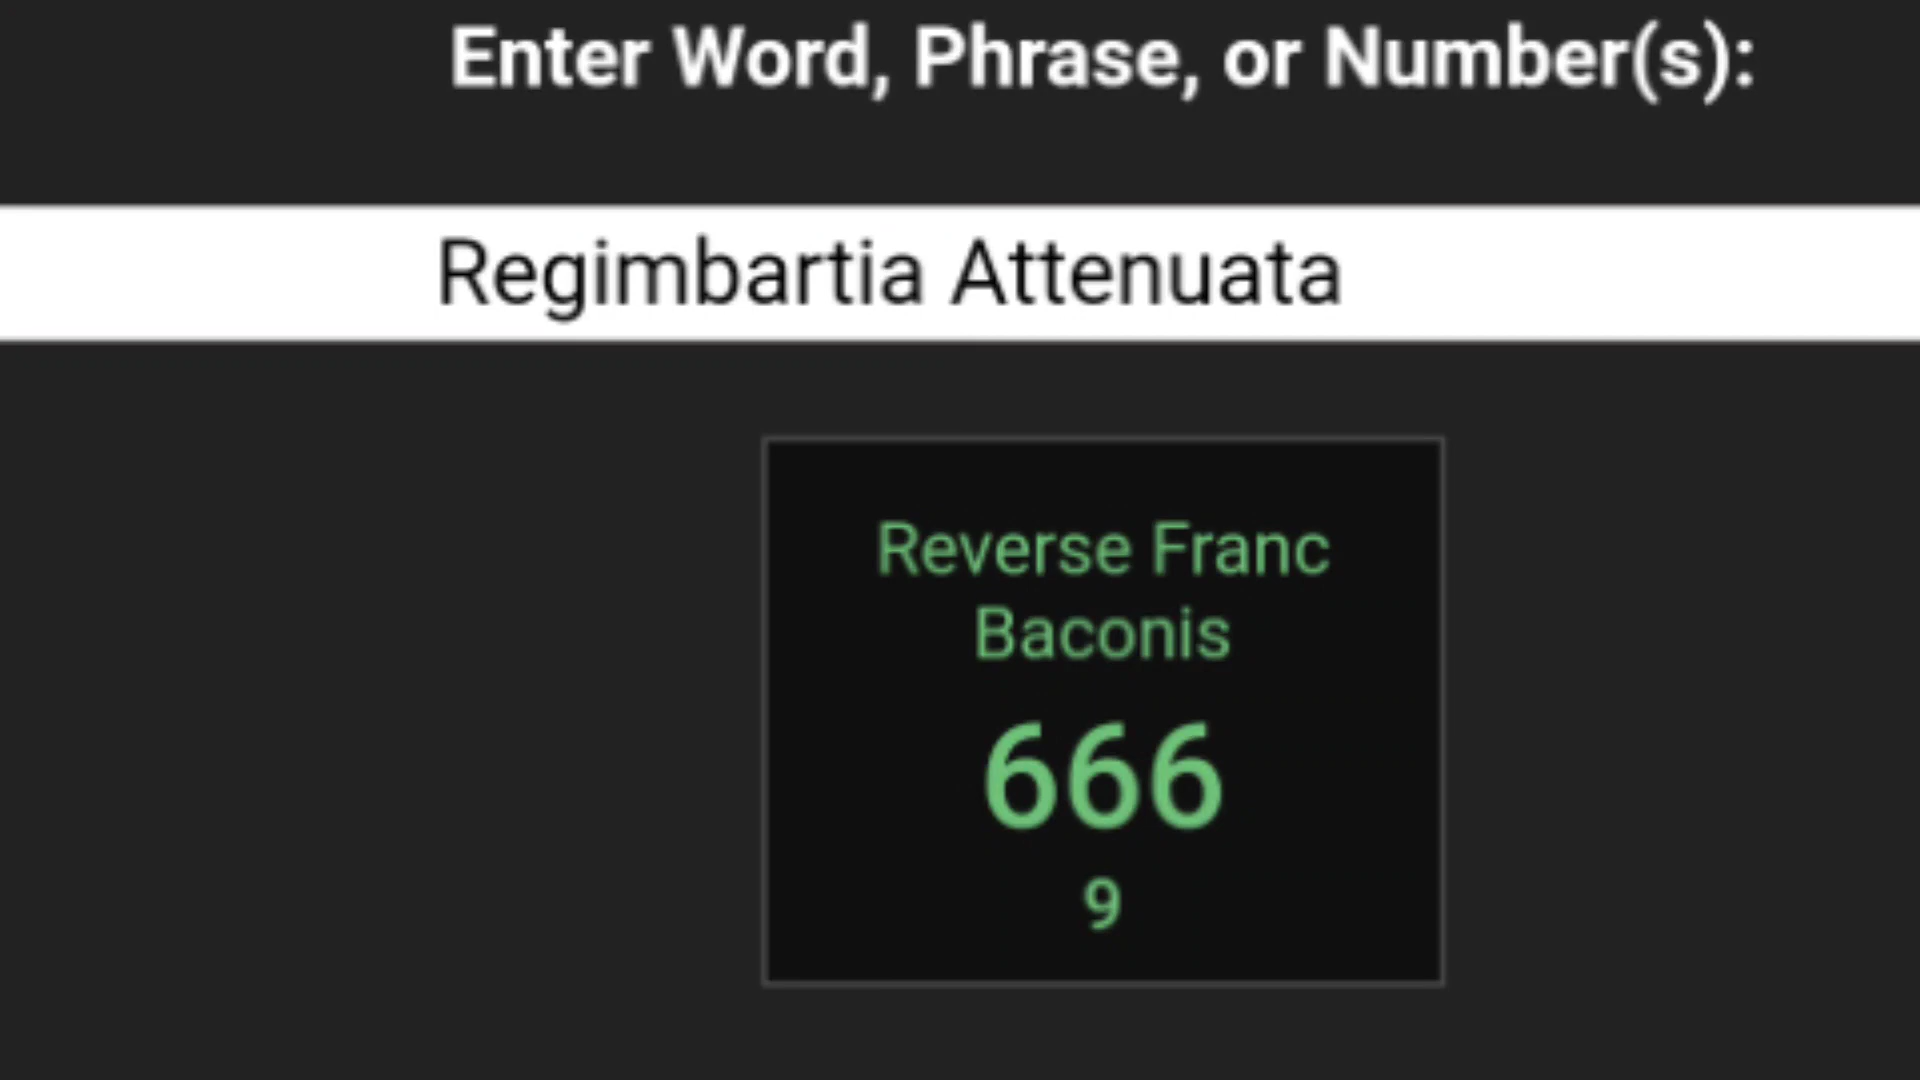 Enter Word, Phrase, or Number(s):
Regimbartia Attenuata
Reverse Franc
Baconis
666
9